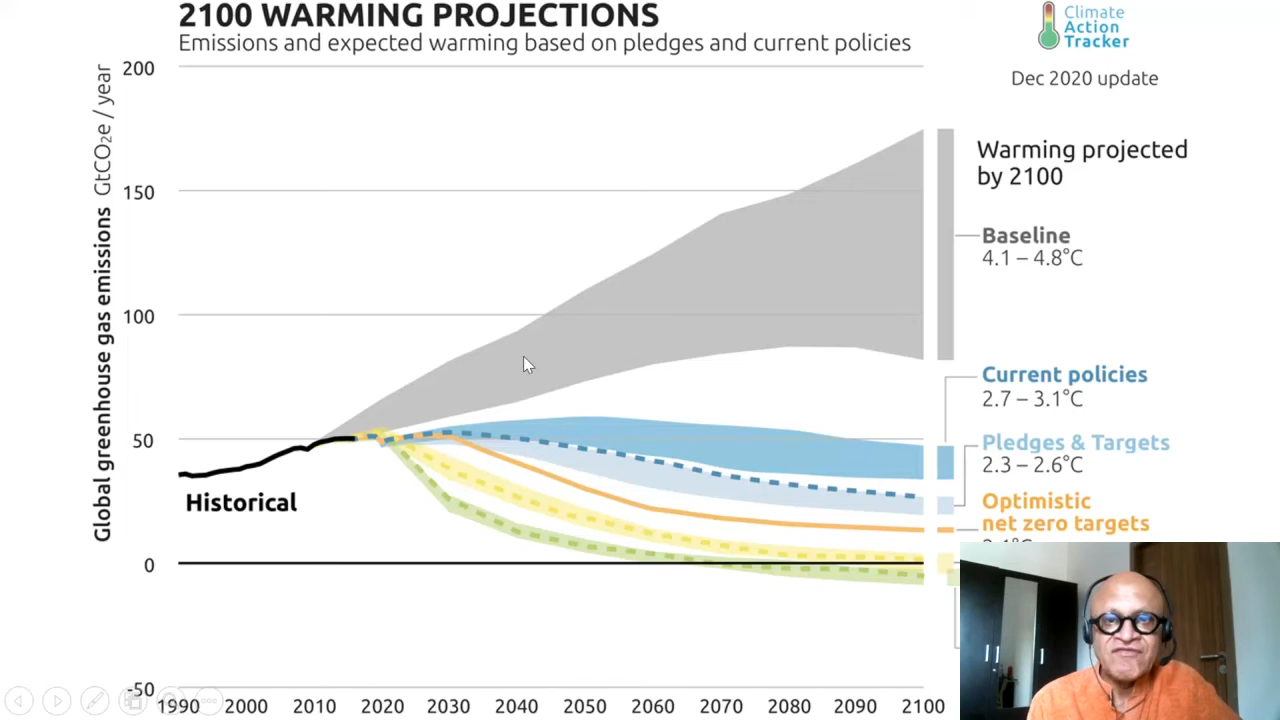 2100 WARMING PROJECTIONS
Emissions and expected warming based on pledges and current policies
Climate
Action
Tracker
Dec 2020 update
Global greenhouse gas emissions GtCO₂e / year
200
150
100
50
0
-50
Historical
Warming projected
by 2100
Baseline
4.1 – 4.8°C
Current policies
2.7 – 3.1°C
Pledges & Targets
2.3 – 2.6°C
Optimistic
net zero targets
1990 2000 2010 2020 2030 2040 2050 2060 2070 2080 2090 2100